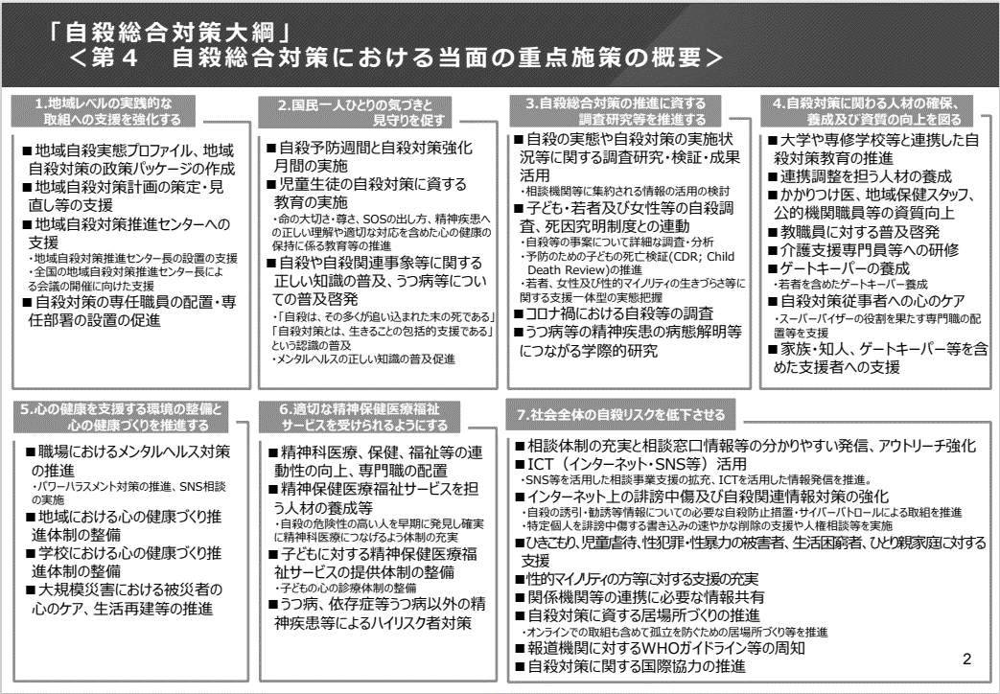 「自殺総合対策大綱」
＜第４　自殺総合対策における当面の重点施策の概要＞
1.地域レベルの実践的な
取組への支援を強化する
■地域自殺実態プロファイル、地域
自殺対策の政策パッケージの作成
■地域自殺対策計画の策定・見
直し等の支援
■地域自殺対策推進センターへの
支援
・地域自殺対策推進センター長の設置の支援
・全国の地域自殺対策推進センター長によ
る会議の開催に向けた支援
■自殺対策の専任職員の配置・専
任部署の設置の促進
2.国民一人ひとりの気づきと
見守りを促す
■自殺予防週間と自殺対策強化
月間の実施
■児童生徒の自殺対策に資する
教育の実施
・命の大切さ・尊さ、SOSの出し方、精神疾患へ
の正しい理解や適切な対応を含めた心の健康の
保持に係る教育等の推進
■自殺や自殺関連事象等に関する
正しい知識の普及、うつ病等につい
ての普及啓発
・「自殺は、その多くが追い込まれた末の死である」
「自殺対策とは、生きることの包括的支援である」
という認識の普及
・メンタルヘルスの正しい知識の普及促進
3.自殺総合対策の推進に資する
調査研究等を推進する
■自殺の実態や自殺対策の実施状
況等に関する調査研究・検証・成果
活用
・相談機関等に集約される情報の活用の検討
■子ども・若者及び女性等の自殺調
査、死因究明制度との連動
・自殺等の事案について詳細な調査・分析
・予防のための子どもの死亡検証(CDR; Child
Death Review)の推進
・若者、女性及び性的マイノリティの生きづらさ等に
関する支援一体型の実態把握
■コロナ禍における自殺等の調査
■うつ病等の精神疾患の病態解明等
につながる学際的研究
4.自殺対策に関わる人材の確保、
養成及び資質の向上を図る
■大学や専修学校等と連携した自
殺対策教育の推進
■連携調整を担う人材の養成
■かかりつけ医、地域保健スタッフ、
公的機関職員等の資質向上
■教職員に対する普及啓発
■介護支援専門員等への研修
■ゲートキーパーの養成
・若者を含めたゲートキーパー養成
■自殺対策従事者への心のケア
・スーパーバイザーの役割を果たす専門職の配
置等を支援
■家族・知人、ゲートキーパー等を含
めた支援者への支援
5.心の健康を支援する環境の整備と
心の健康づくりを推進する
■職場におけるメンタルヘルス対策
の推進
・パワーハラスメント対策の推進、SNS相談
の実施
■地域における心の健康づくり推
進体制の整備
■学校における心の健康づくり推
進体制の整備
■大規模災害における被災者の
心のケア、生活再建等の推進
6.適切な精神保健医療福祉
サービスを受けられるようにする
■精神科医療、保健、福祉等の連
動性の向上、専門職の配置
■精神保健医療福祉サービスを担
う人材の養成等
・自殺の危険性の高い人を早期に発見し確実
に精神科医療につなげるよう体制の充実
■子どもに対する精神保健医療福
祉サービスの提供体制の整備
・子どもの心の診療体制の整備
■うつ病、依存症等うつ病以外の精
神疾患等によるハイリスク者対策
7.社会全体の自殺リスクを低下させる
■相談体制の充実と相談窓口情報等の分かりやすい発信、アウトリーチ強化
■ICT（インターネット・SNS等）活用
・SNS等を活用した相談事業支援の拡充、ICTを活用した情報発信を推進。
■インターネット上の誹謗中傷及び自殺関連情報対策の強化
・自殺の誘引・勧誘等情報についての必要な自殺防止措置・サイバーパトロールによる取組を推進
・特定個人を誹謗中傷する書き込みの速やかな削除の支援や人権相談等を実施
■ひきこもり、児童虐待、性犯罪・性暴力の被害者、生活困窮者、ひとり親家庭に対する
支援
■性的マイノリティの方等に対する支援の充実
■関係機関等の連携に必要な情報共有
■自殺対策に資する居場所づくりの推進
・オンラインでの取組も含めて孤立を防ぐための居場所づくり等を推進
■報道機関に対するWHOガイドライン等の周知
■自殺対策に関する国際協力の推進
2